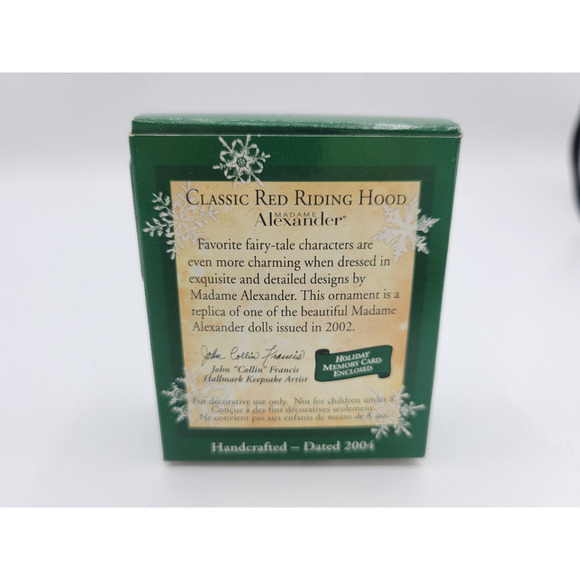 CLASSIC RED RIDING HOOD
MADAME
Alexander®
Favorite fairy-tale characters are
even more charming when dressed in
exquisite and detailed designs by
Madame Alexander. This ornament is a
replica of one of the beautiful Madame
Alexander dolls issued in 2002.
John Collin Francis
John "Collin" Francis
Hallmark Keepsake Artist
HOLIDAY
MEMORY CARD
ENCLOSED
For decorative use only. Not for children under 8.
Conçue à des fins décoratives seulement.
Ne convient pas aux enfants de moins de 8 ans.
Handcrafted – Dated 2004